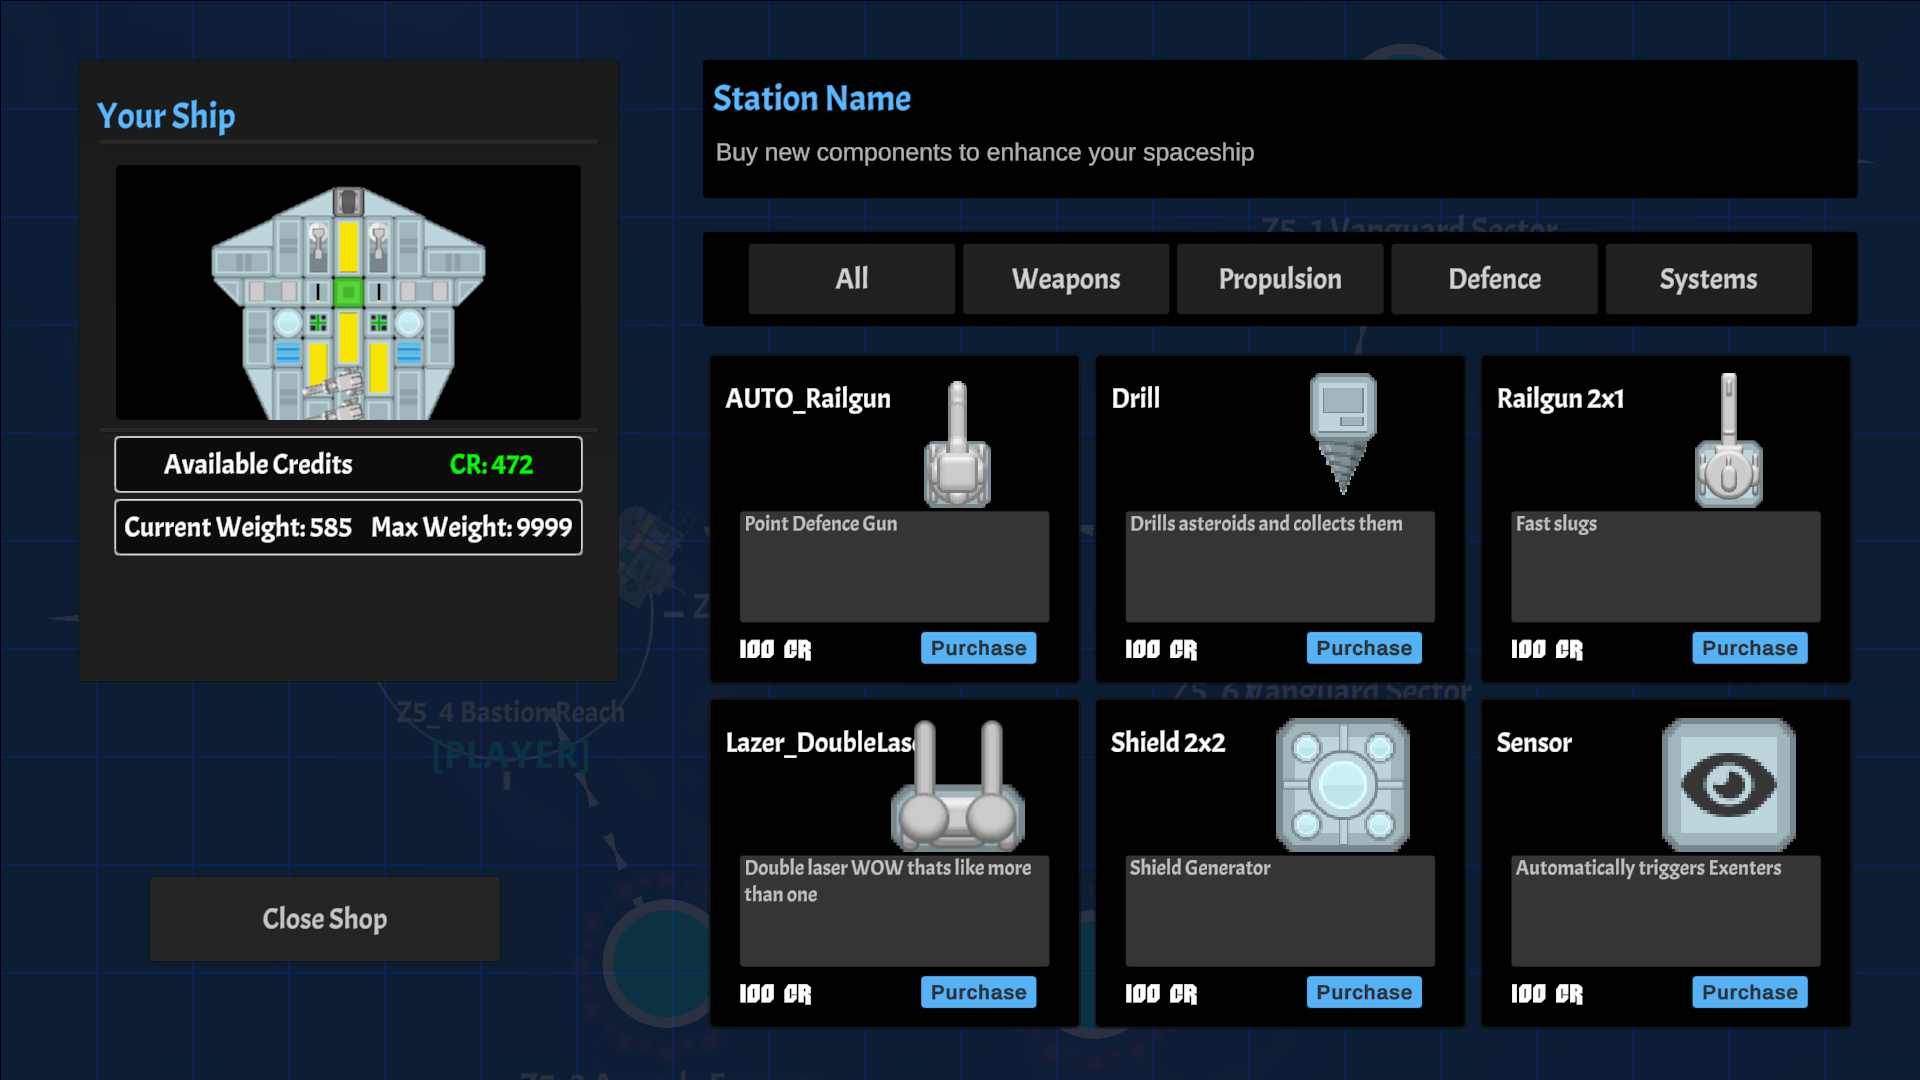 Your Ship
Available Credits CR: 472
Current Weight: 585 Max Weight: 9999
Close Shop
Station Name
Buy new components to enhance your spaceship
All Weapons Propulsion Defence Systems
AUTO_Railgun
Point Defence Gun
100 CR Purchase
Drill
Drills asteroids and collects them
100 CR Purchase
Railgun 2x1
Fast slugs
100 CR Purchase
Lazer_DoubleLas
Double laser WOW thats like more
than one
100 CR Purchase
Shield 2x2
Shield Generator
100 CR Purchase
Sensor
Automatically triggers Exenters
100 CR Purchase
Z5_1 Vanguard Sector
Z5_4 Bastion Reach
[PLAYER]
Z5_6 Vanguard Sector